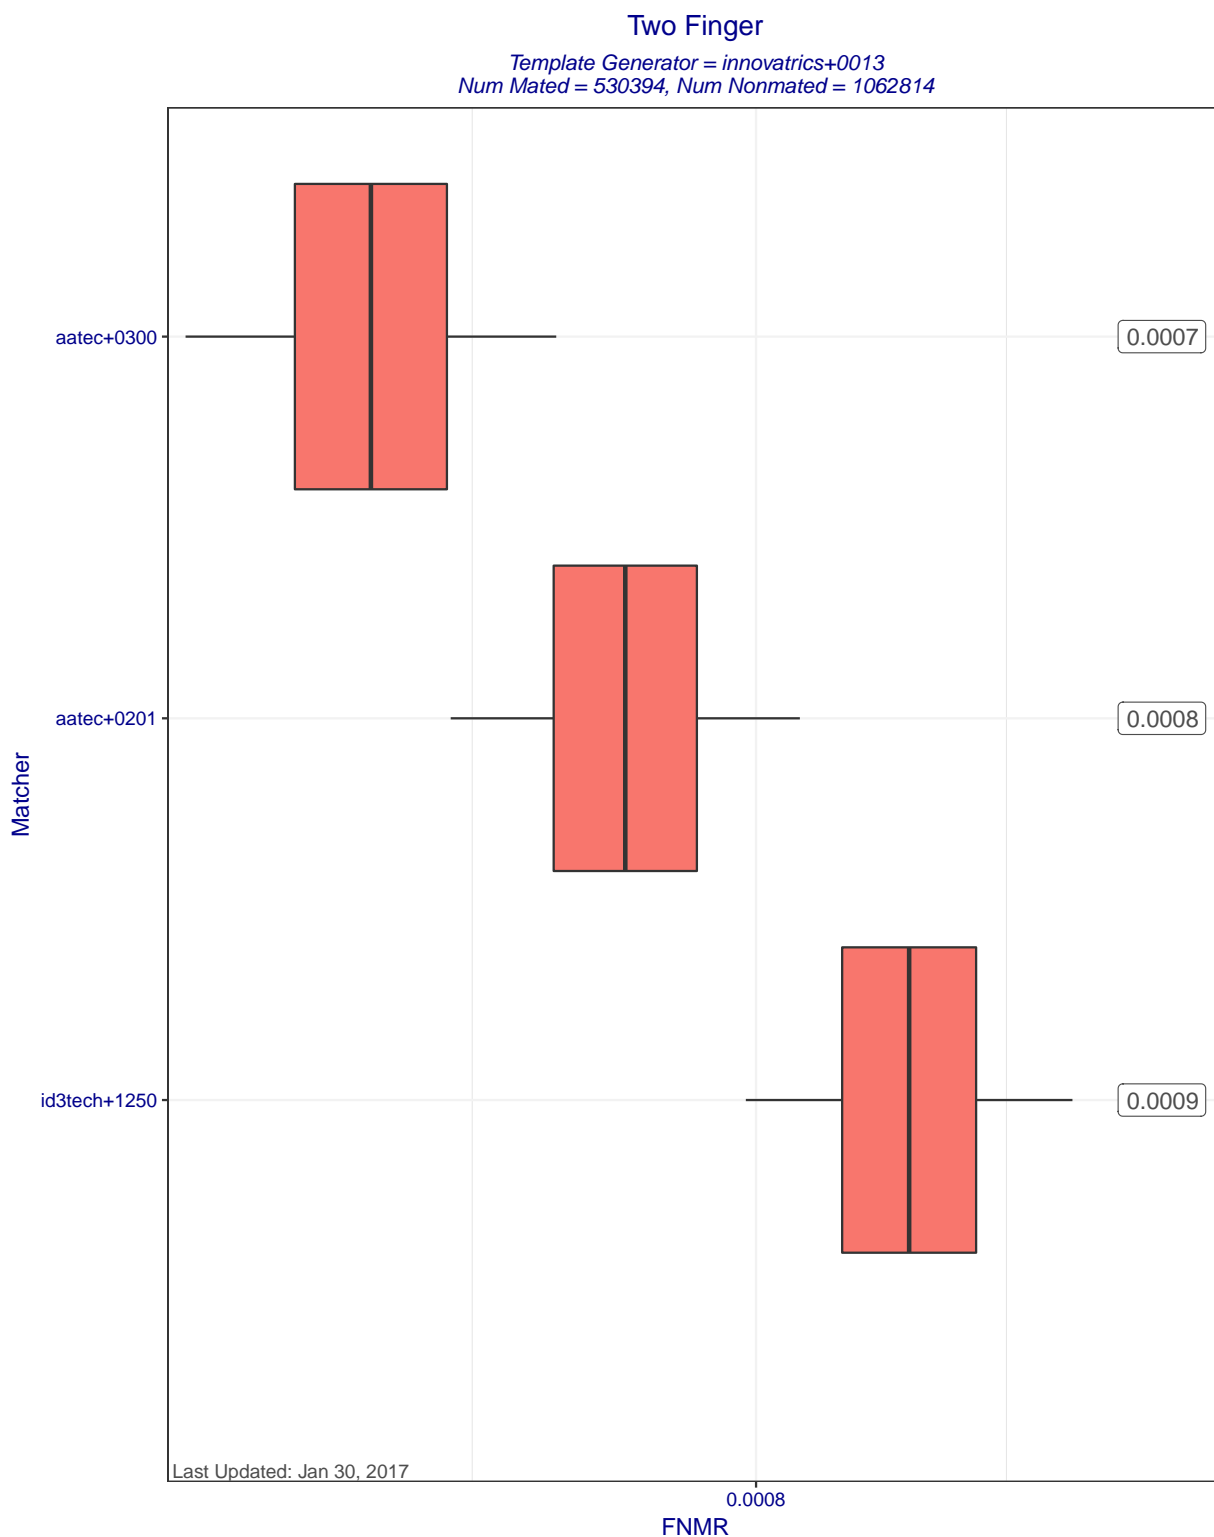 Two Finger
Template Generator = innovatrics+0013
Num Mated = 530394, Num Nonmated = 1062814
aatec+0300
0.0007
aatec+0201
0.0008
Matcher
id3tech+1250
0.0009
Last Updated: Jan 30, 2017
0.0008
FNMR